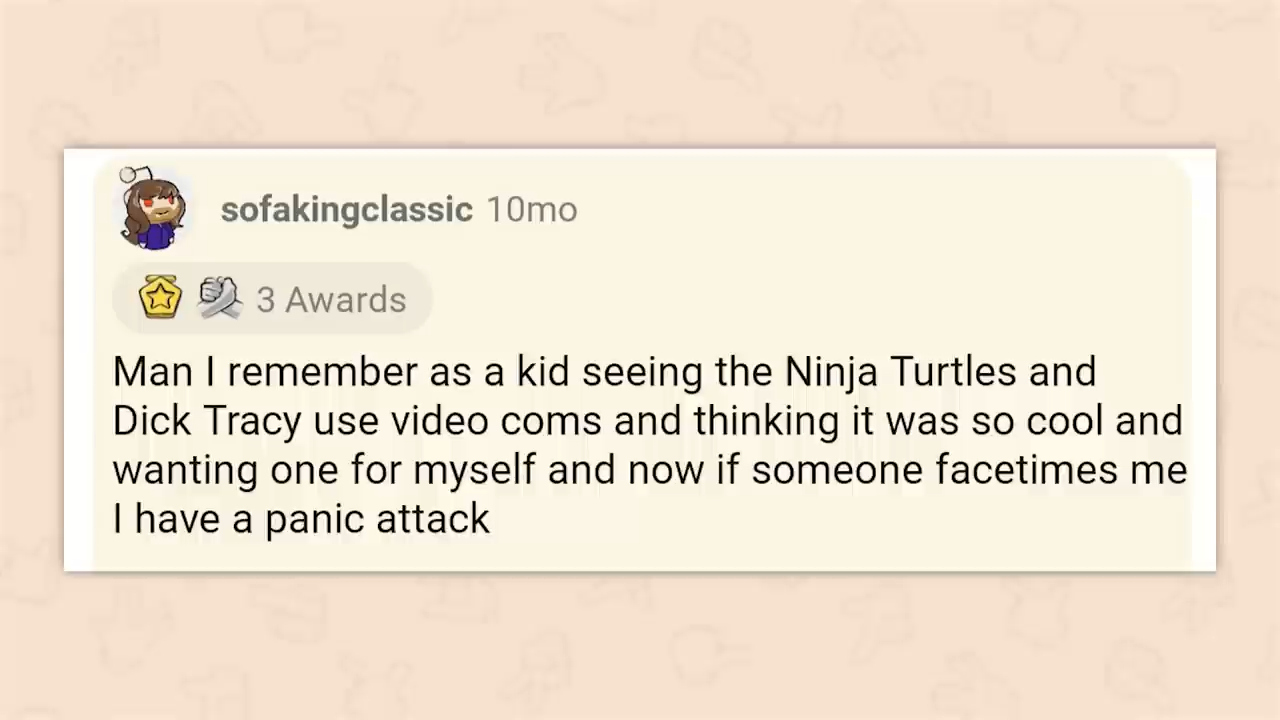 sofakingclassic 10mo
3 Awards
Man I remember as a kid seeing the Ninja Turtles and
Dick Tracy use video coms and thinking it was so cool and
wanting one for myself and now if someone facetimes me
I have a panic attack